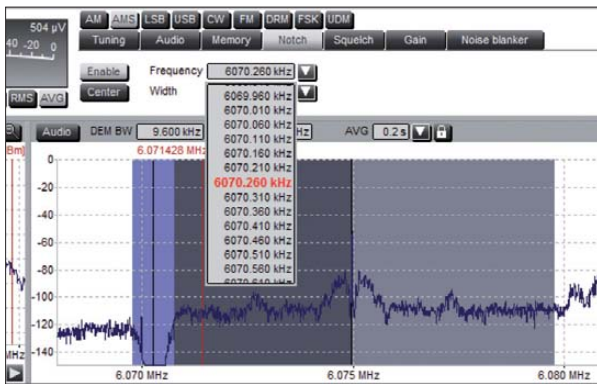 AM AMS LSB USB CW FM DRM FSK UDM
504 µV
Tuning Audio Memory Notch Squelch Gain Noise blanker
40 -20 0
Enable Frequency 6070.260 kHz
Center Width
RMS AVG
6069.960 kHz
6070.010 kHz
6070.060 kHz
6070.110 kHz
6070.160 kHz
6070.210 kHz
6070.260 kHz
6070.310 kHz
6070.360 kHz
6070.410 kHz
6070.460 kHz
6070.510 kHz
6070.560 kHz
6070.610 kHz
Audio DEM BW 9.600 kHz Hz AVG 0.2 s
Bm] 6.071428 MHz
0
-20
-40
-60
-80
-100
-120
-140
MHz
6.070 MHz 6.075 MHz 6.080 MHz